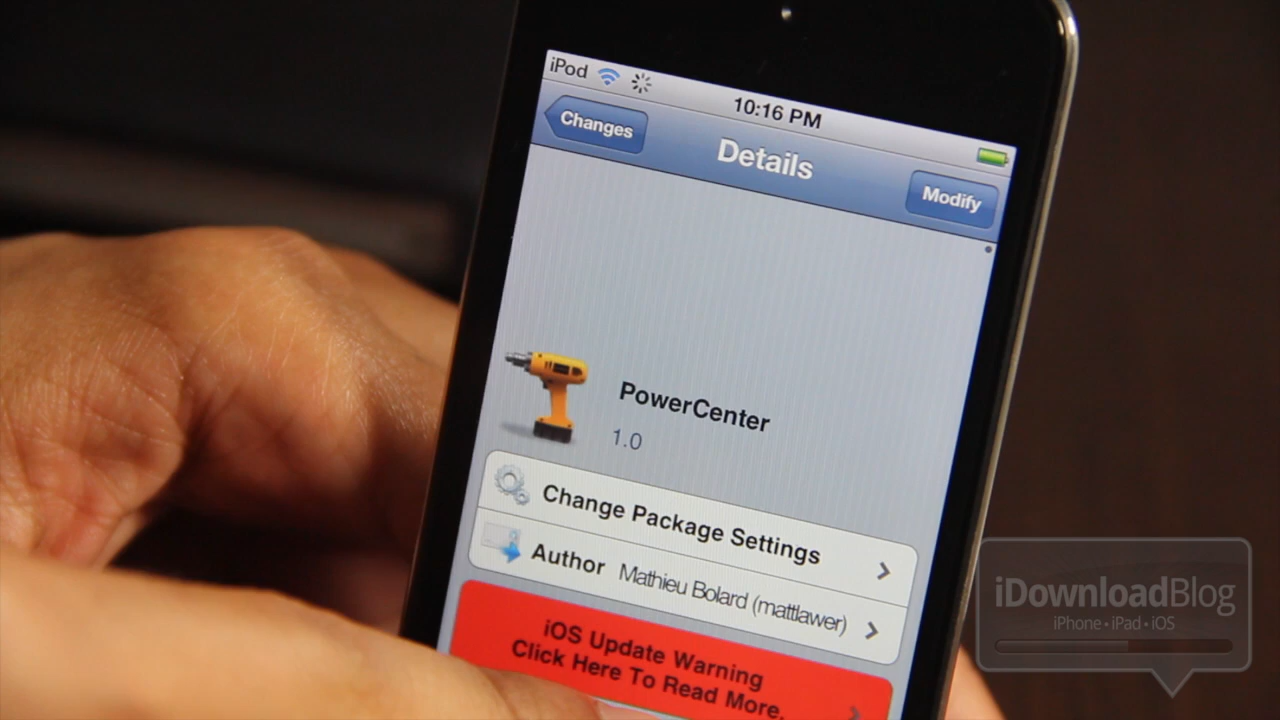 iPod
10:16 PM
Changes
Details
Modify
PowerCenter
1.0
Change Package Settings
Author Mathieu Bolard (mattlawer)
iOS Update Warning
Click Here To Read More.
iDownloadBlog
iPhone • iPad • iOS